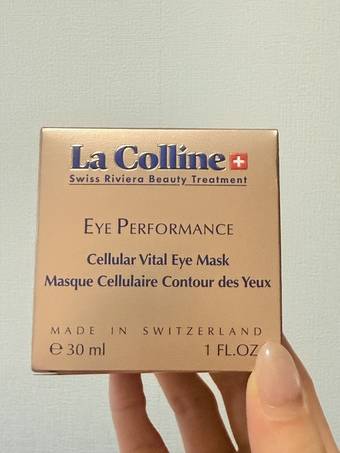 La Colline
Swiss Riviera Beauty Treatment
EYE PERFORMANCE
Cellular Vital Eye Mask
Masque Cellulaire Contour des Yeux
MADE IN SWITZERLAND
℮ 30 ml 1 FL.OZ